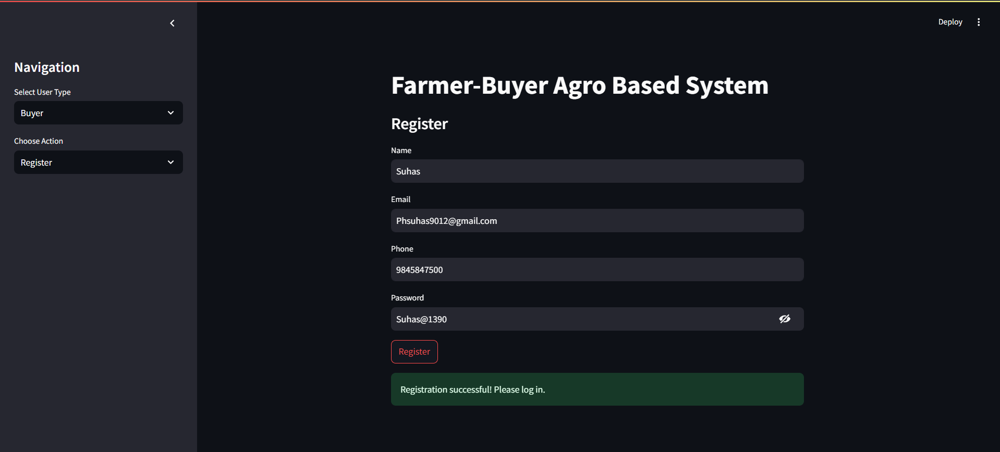 Deploy
Navigation
Select User Type
Buyer
Choose Action
Register
Farmer-Buyer Agro Based System
Register
Name
Suhas
Email
Phsuhas9012@gmail.com
Phone
9845847500
Password
Suhas@1390
Register
Registration successful! Please log in.